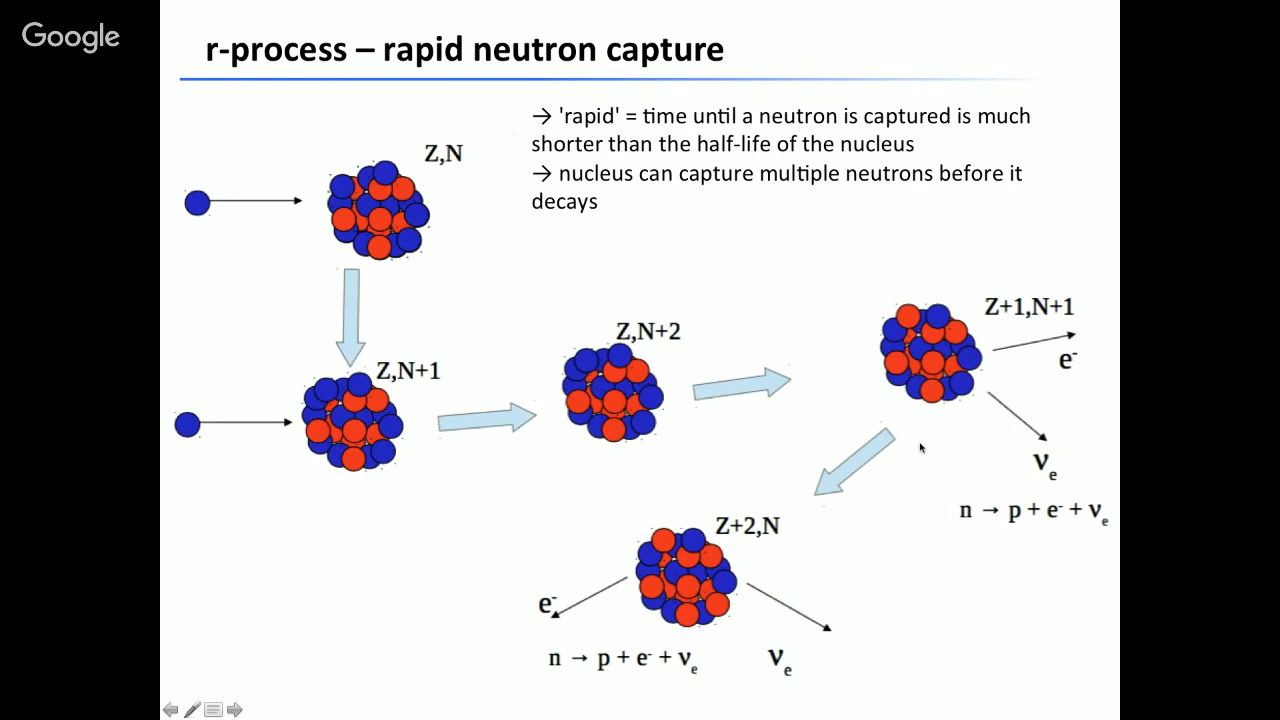 Google
r-process – rapid neutron capture
→ 'rapid' = time until a neutron is captured is much
shorter than the half-life of the nucleus
→ nucleus can capture multiple neutrons before it
decays
Z,N
Z,N+1
Z,N+2
Z+1,N+1
e⁻
νₑ
n → p + e⁻ + νₑ
Z+2,N
e⁻
n → p + e⁻ + νₑ
νₑ